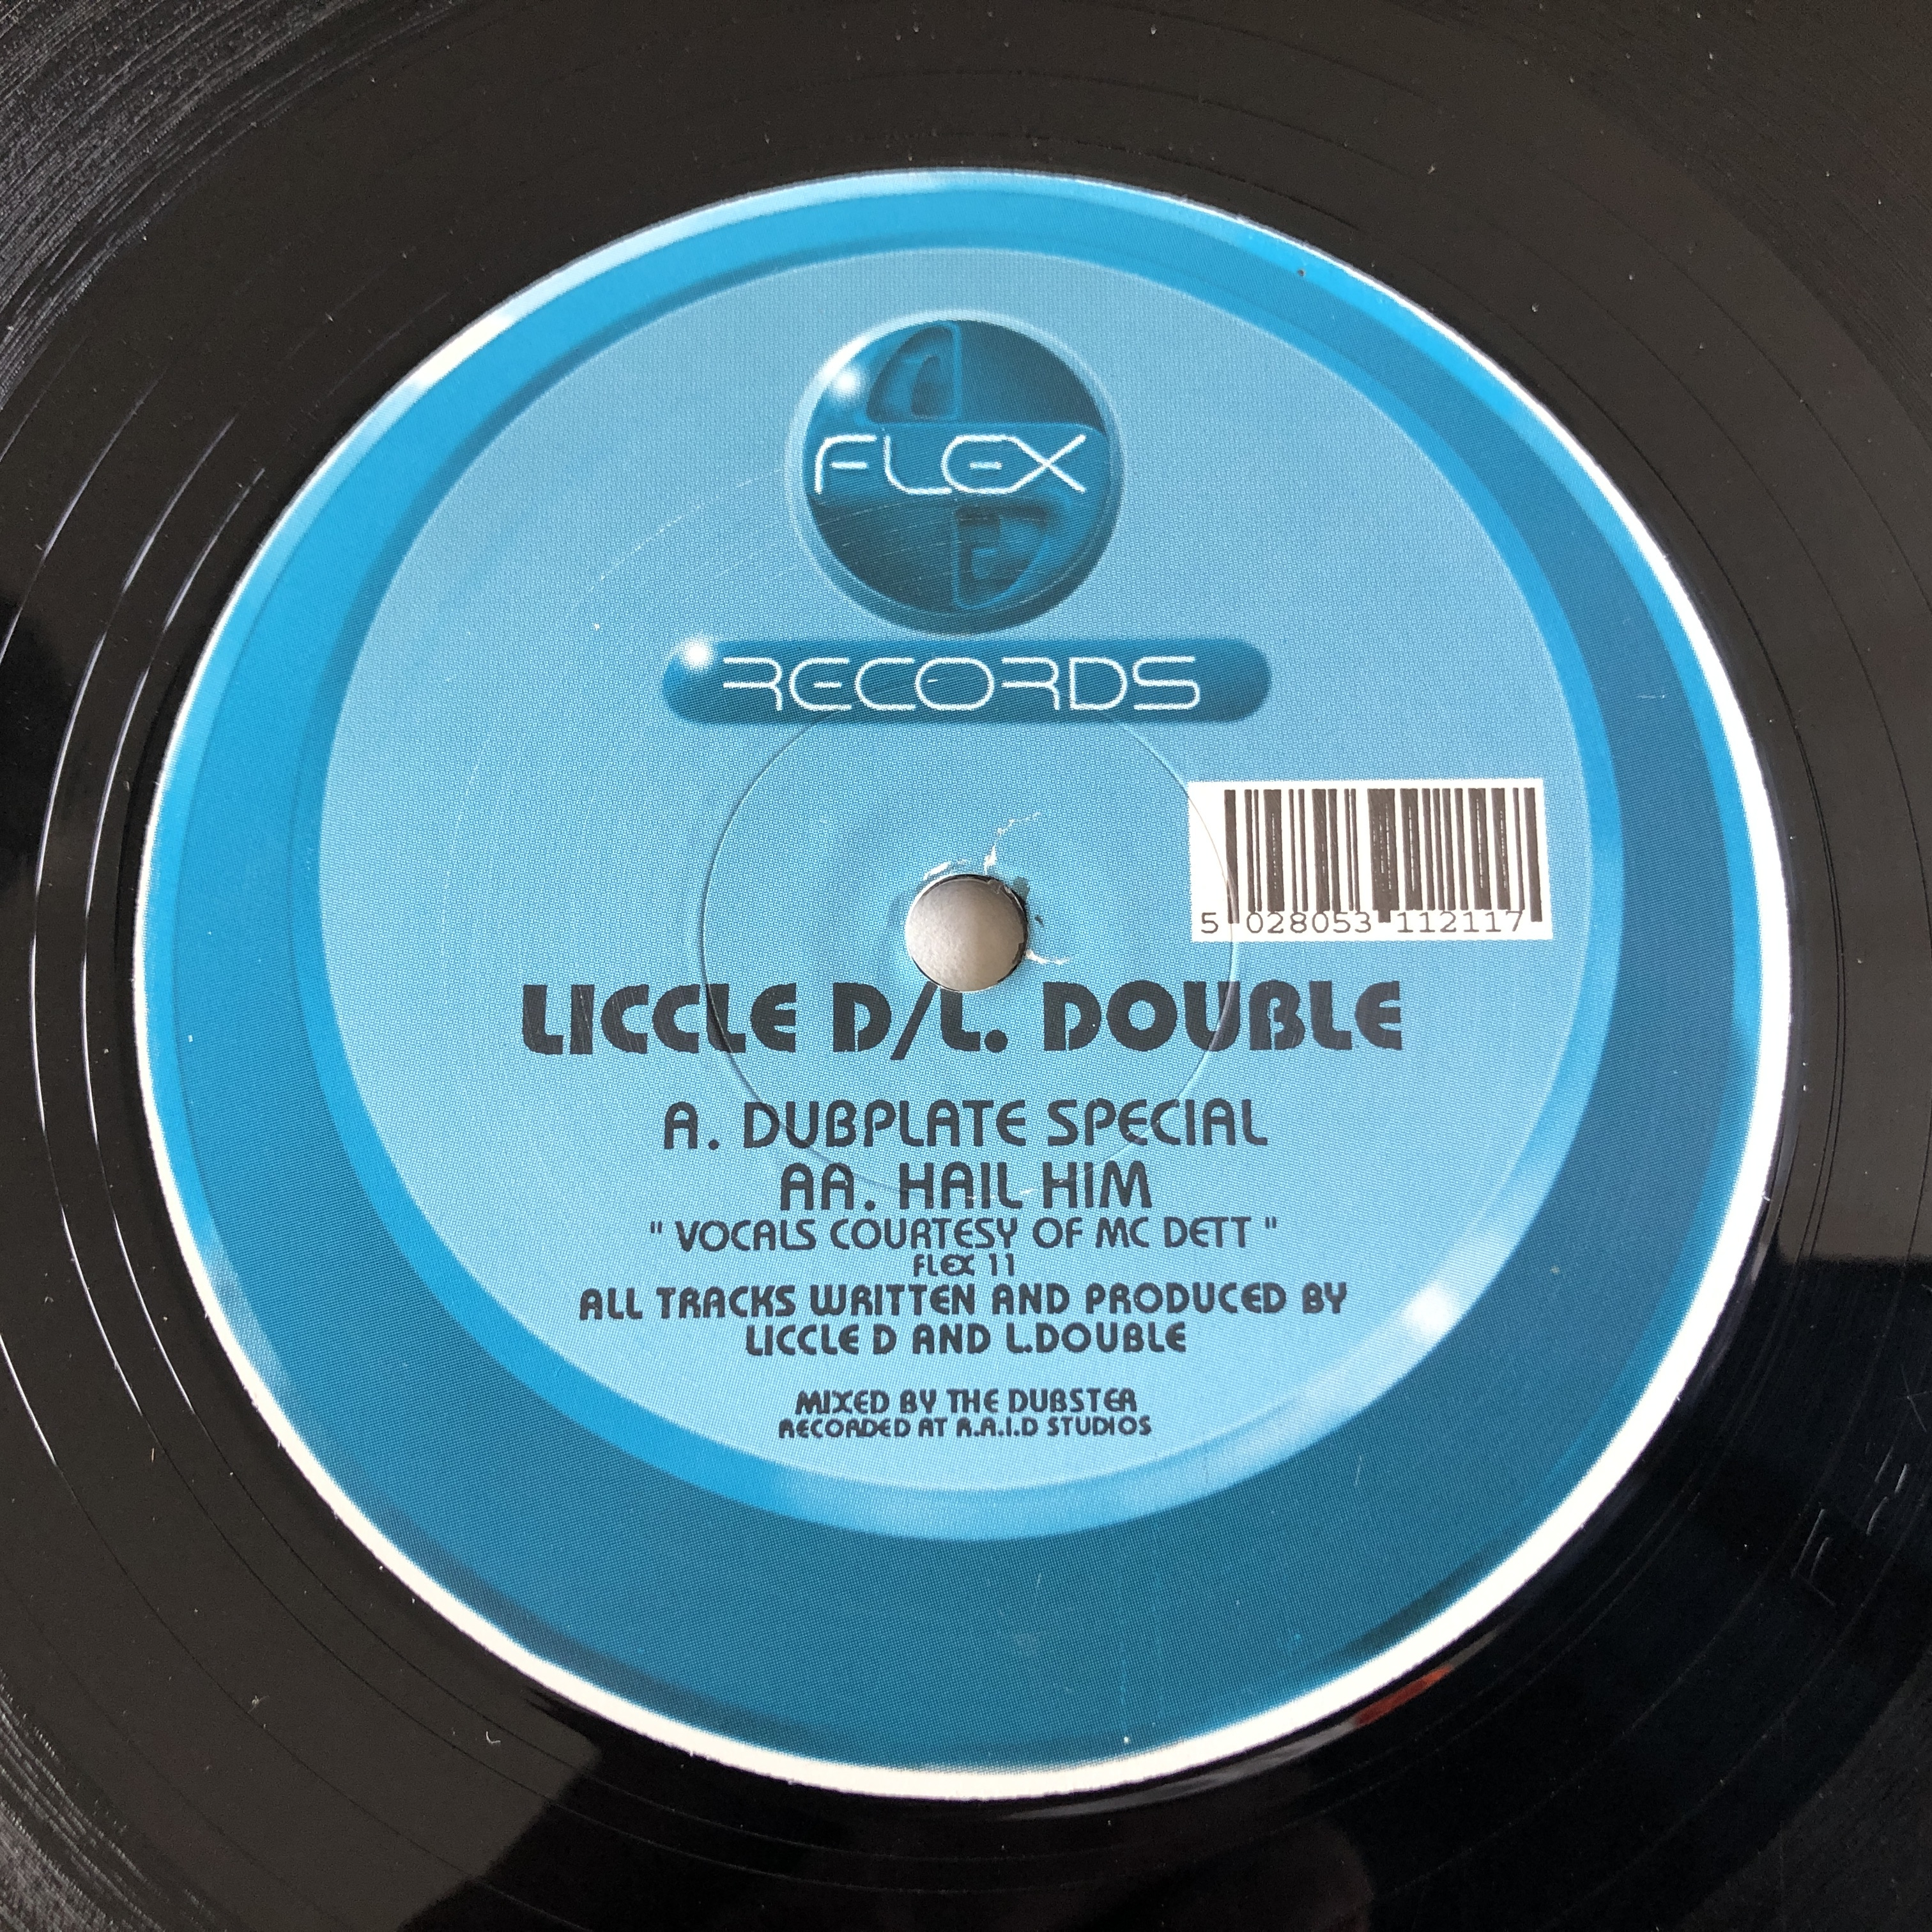 FLEX
RECORDS
5 028053 112117
LICCLE D/L. DOUBLE
A. DUBPLATE SPECIAL
AA. HAIL HIM
" VOCALS COURTESY OF MC DETT "
FLEX 11
ALL TRACKS WRITTEN AND PRODUCED BY
LICCLE D AND L.DOUBLE
MIXED BY THE DUBSTER
RECORDED AT R.A.I.D STUDIOS